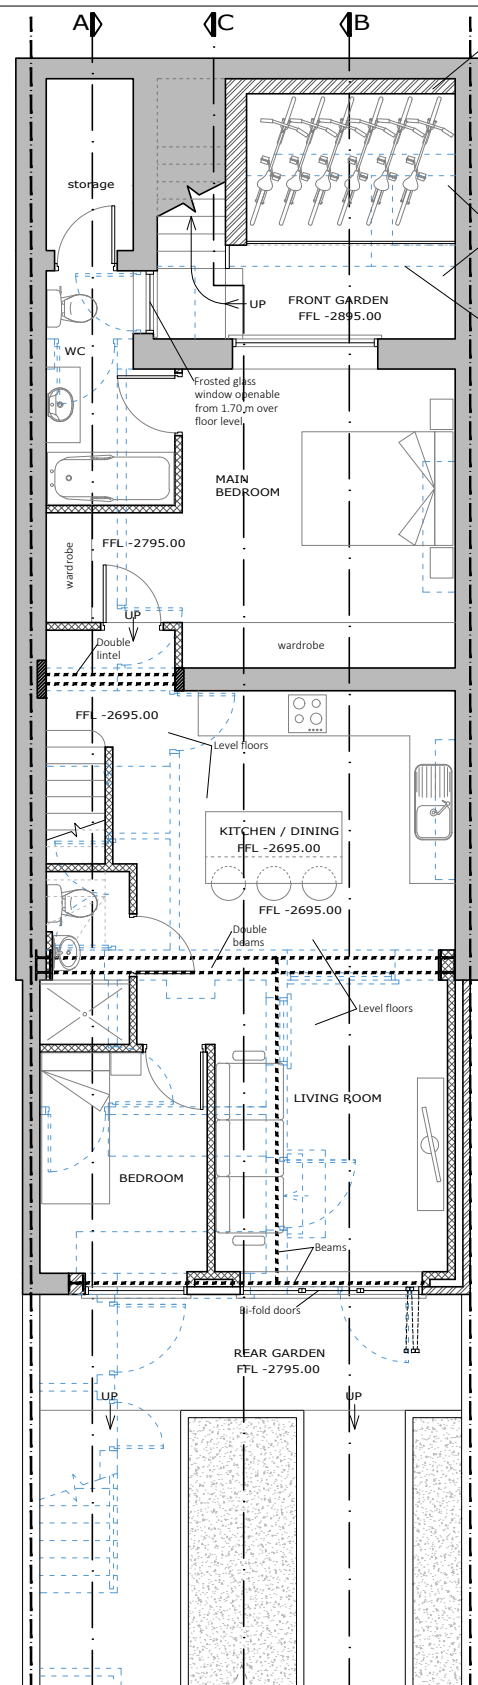 A
C
B
storage
UP
FRONT GARDEN
FFL -2895.00
WC
Frosted glass
window openable
from 1.70 m over
floor level
MAIN
BEDROOM
FFL -2795.00
wardrobe
UP
Double
lintel
wardrobe
FFL -2695.00
Level floors
KITCHEN / DINING
FFL -2695.00
FFL -2695.00
Double
beams
Level floors
LIVING ROOM
BEDROOM
Beams
Bi-fold doors
REAR GARDEN
FFL -2795.00
UP
UP